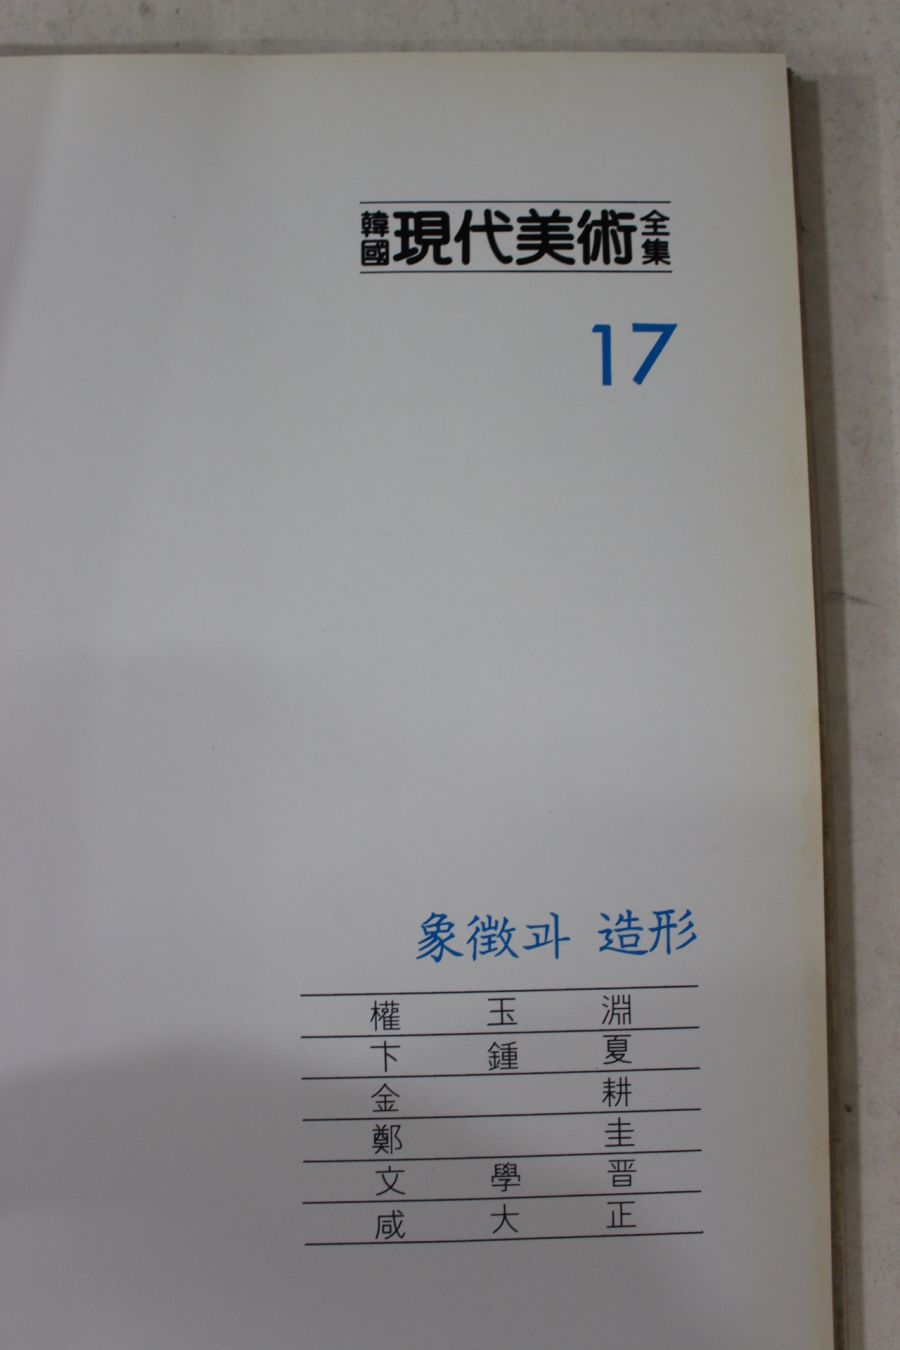 韓國現代美術全集
17
象徵과 造形
權玉淵
卞鍾夏
金耕
鄭圭
文學晋
咸大正